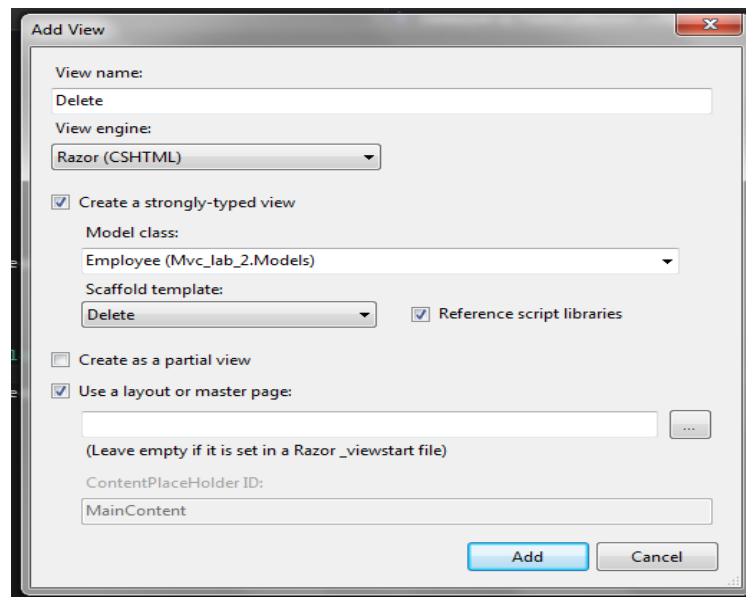 Add View
View name:
Delete
View engine:
Razor (CSHTML)
Create a strongly-typed view
Model class:
Employee (Mvc_lab_2.Models)
Scaffold template:
Delete
Reference script libraries
Create as a partial view
Use a layout or master page:
...
(Leave empty if it is set in a Razor _viewstart file)
ContentPlaceHolder ID:
MainContent
Add Cancel